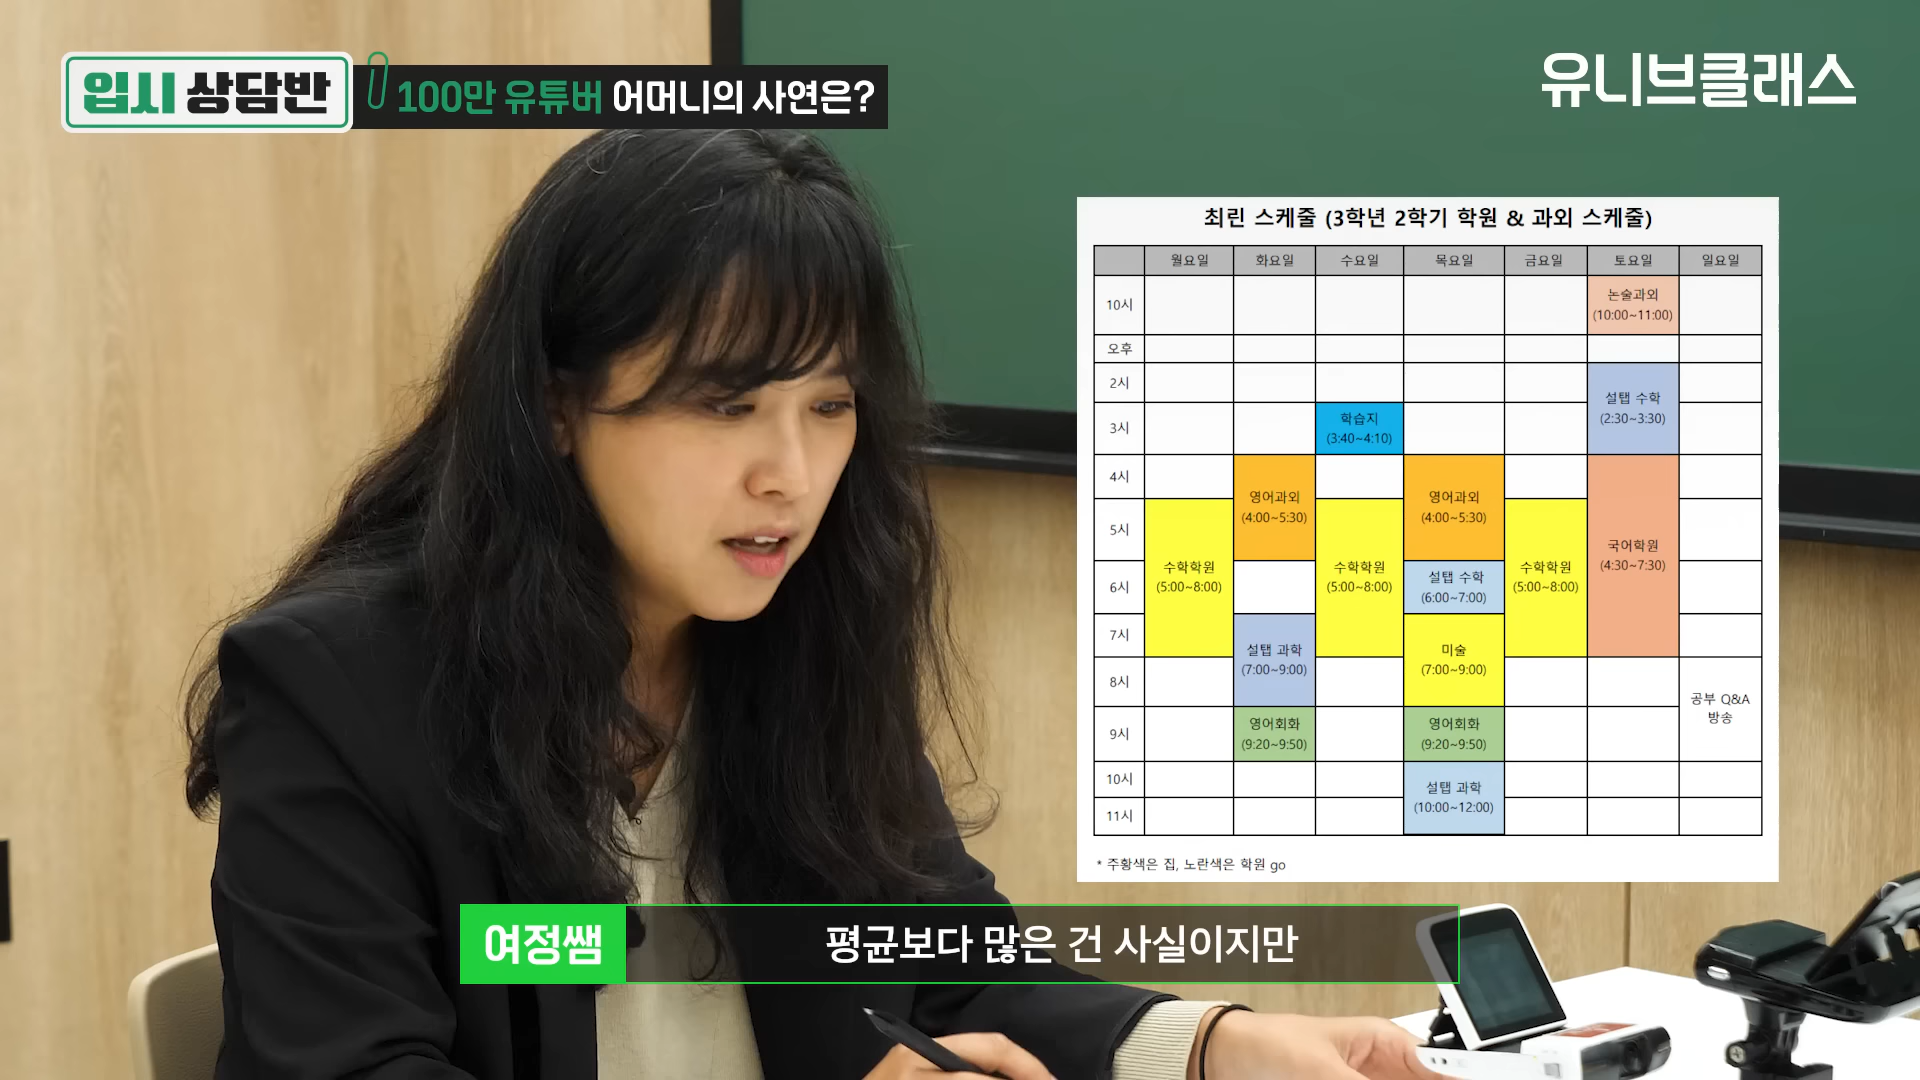 입시 상담반
100만 유튜버 어머니의 사연은?
유니브클래스
최린 스케줄 (3학년 2학기 학원 & 과외 스케줄)
월요일 화요일 수요일 목요일 금요일 토요일 일요일
10시
논술과외
(10:00~11:00)
오후
2시
설탭 수학
(2:30~3:30)
3시
학습지
(3:40~4:10)
4시
영어과외
(4:00~5:30)
영어과외
(4:00~5:30)
5시
국어학원
(4:30~7:30)
수학학원
(5:00~8:00)
수학학원
(5:00~8:00)
수학학원
(5:00~8:00)
6시
설탭 수학
(6:00~7:00)
7시
설탭 과학
(7:00~9:00)
미술
(7:00~9:00)
8시
공부 Q&A
방송
9시
영어회화
(9:20~9:50)
영어회화
(9:20~9:50)
10시
설탭 과학
(10:00~12:00)
11시
* 주황색은 집, 노란색은 학원 go
여정쌤
평균보다 많은 건 사실이지만